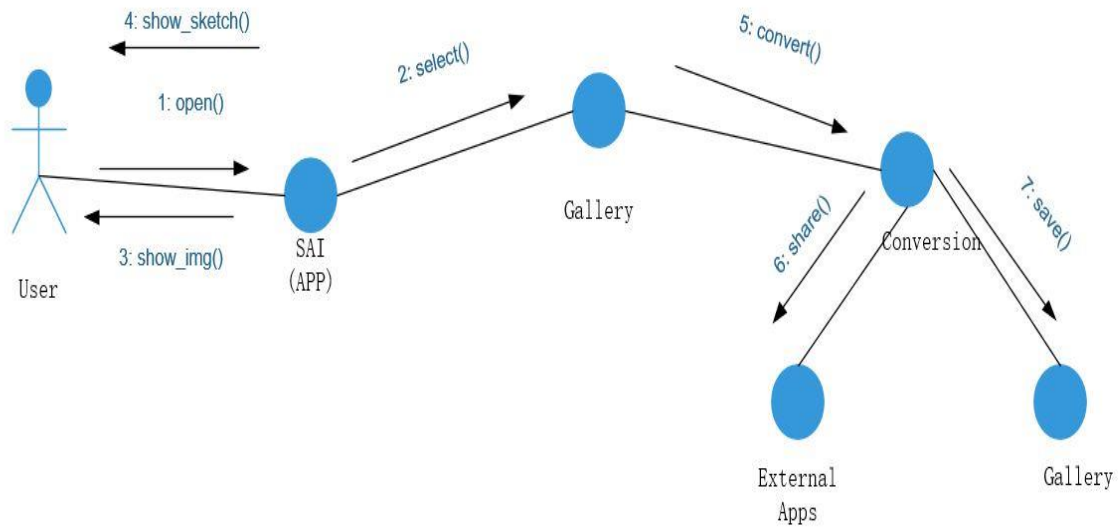 4: show_sketch()
1: open()
3: show_img()
User
SAI
(APP)
2: select()
Gallery
5: convert()
Conversion
6: share()
7: save()
External
Apps
Gallery